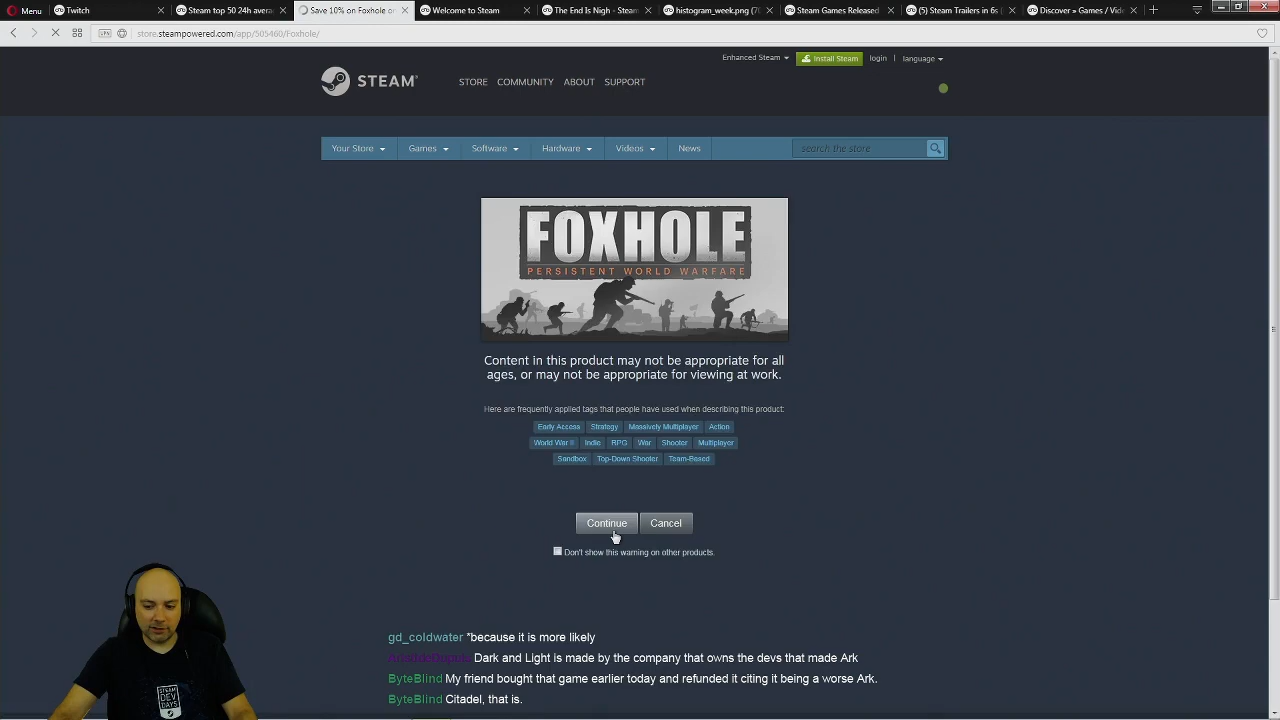 Menu
Twitch
Steam top 50 24h avera
Save 10% on Foxhole on
Welcome to Steam
The End Is Nigh - Steam
histogram_week.png (70
Steam Games Released
(5) Steam Trailers in 6s
Discover » Games / Vide
VPN
store.steampowered.com/app/505460/Foxhole/
Enhanced Steam
Install Steam
login
language
STEAM®
STORE COMMUNITY ABOUT SUPPORT
Your Store Games Software Hardware Videos News
search the store
FOXHOLE
PERSISTENT WORLD WARFARE
Content in this product may not be appropriate for all
ages, or may not be appropriate for viewing at work.
Here are frequently applied tags that people have used when describing this product:
Early Access Strategy Massively Multiplayer Action
World War II Indie RPG War Shooter Multiplayer
Sandbox Top-Down Shooter Team-Based
Continue Cancel
Don't show this warning on other products.
gd_coldwater *because it is more likely
Dark and Light is made by the company that owns the devs that made Ark
ByteBlind My friend bought that game earlier today and refunded it citing it being a worse Ark.
ByteBlind Citadel, that is.
STEAM
DEV
DAYS